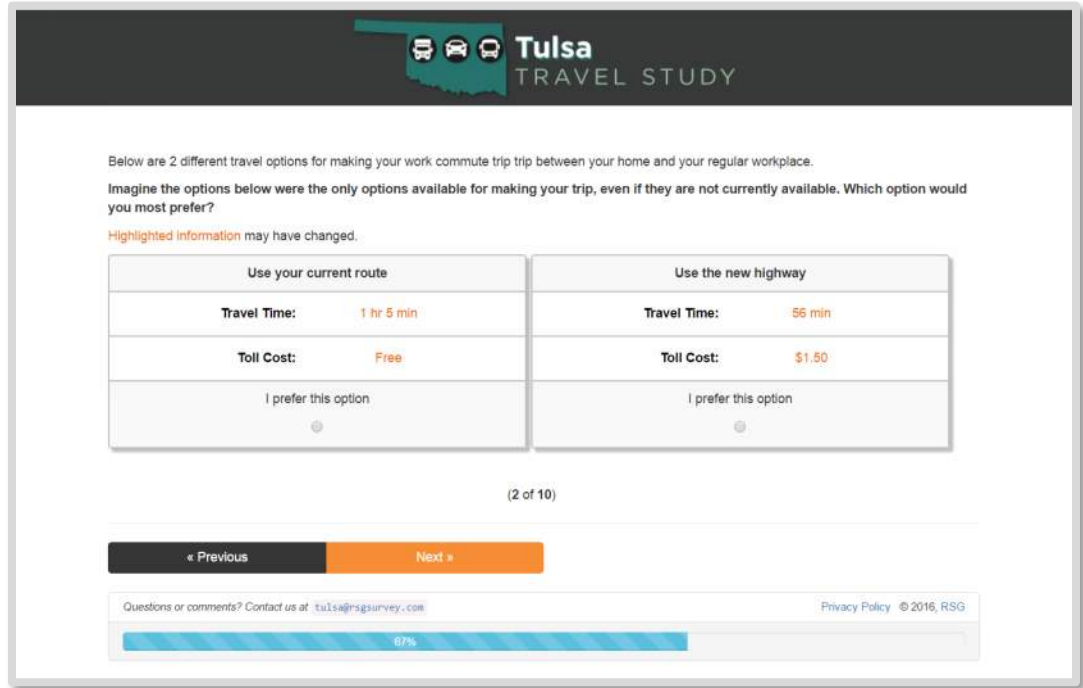 Tulsa
TRAVEL STUDY
Below are 2 different travel options for making your work commute trip trip between your home and your regular workplace.
Imagine the options below were the only options available for making your trip, even if they are not currently available. Which option would
you most prefer?
Highlighted information may have changed.
Use your current route
Use the new highway
Travel Time: 1 hr 5 min
Travel Time: 56 min
Toll Cost: Free
Toll Cost: $1.50
I prefer this option
I prefer this option
(2 of 10)
« Previous
Next »
Questions or comments? Contact us at tulsa@rsgsurvey.com
Privacy Policy © 2016, RSG
67%